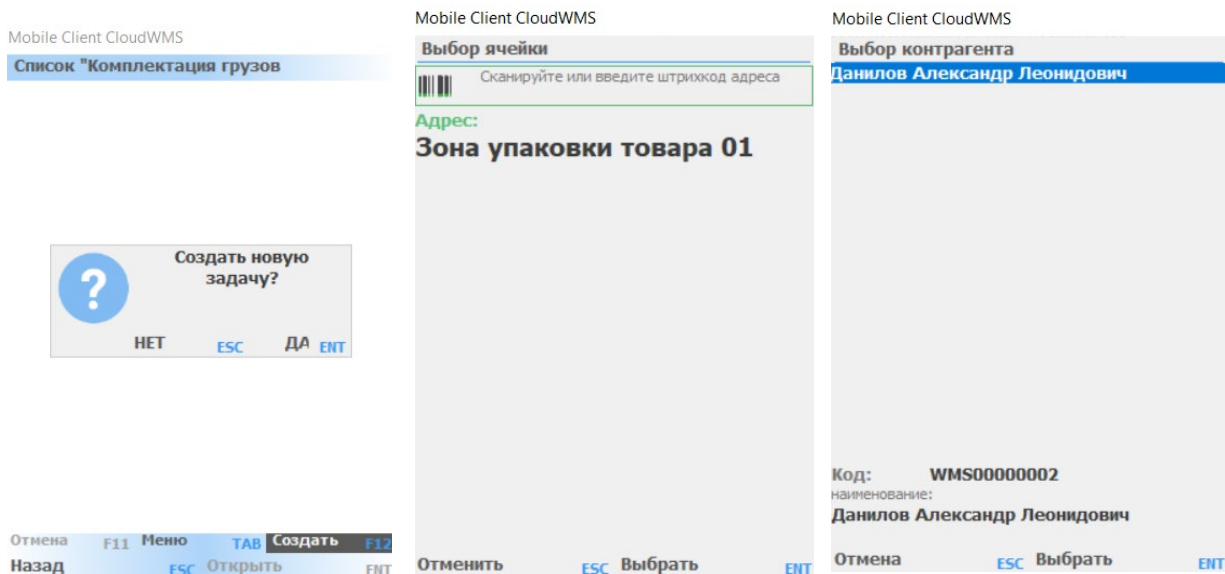 Mobile Client CloudWMS
Список "Комплектация грузов
Создать новую
задачу?
НЕТ ESC ДА ENT
Отмена F11 Меню TAB Создать F12
Назад ESC Открыть ENT
Mobile Client CloudWMS
Выбор ячейки
Сканируйте или введите штрихкод адреса
Адрес:
Зона упаковки товара 01
Отменить ESC Выбрать ENT
Mobile Client CloudWMS
Выбор контрагента
Данилов Александр Леонидович
Код: WMS00000002
наименование:
Данилов Александр Леонидович
Отмена ESC Выбрать ENT